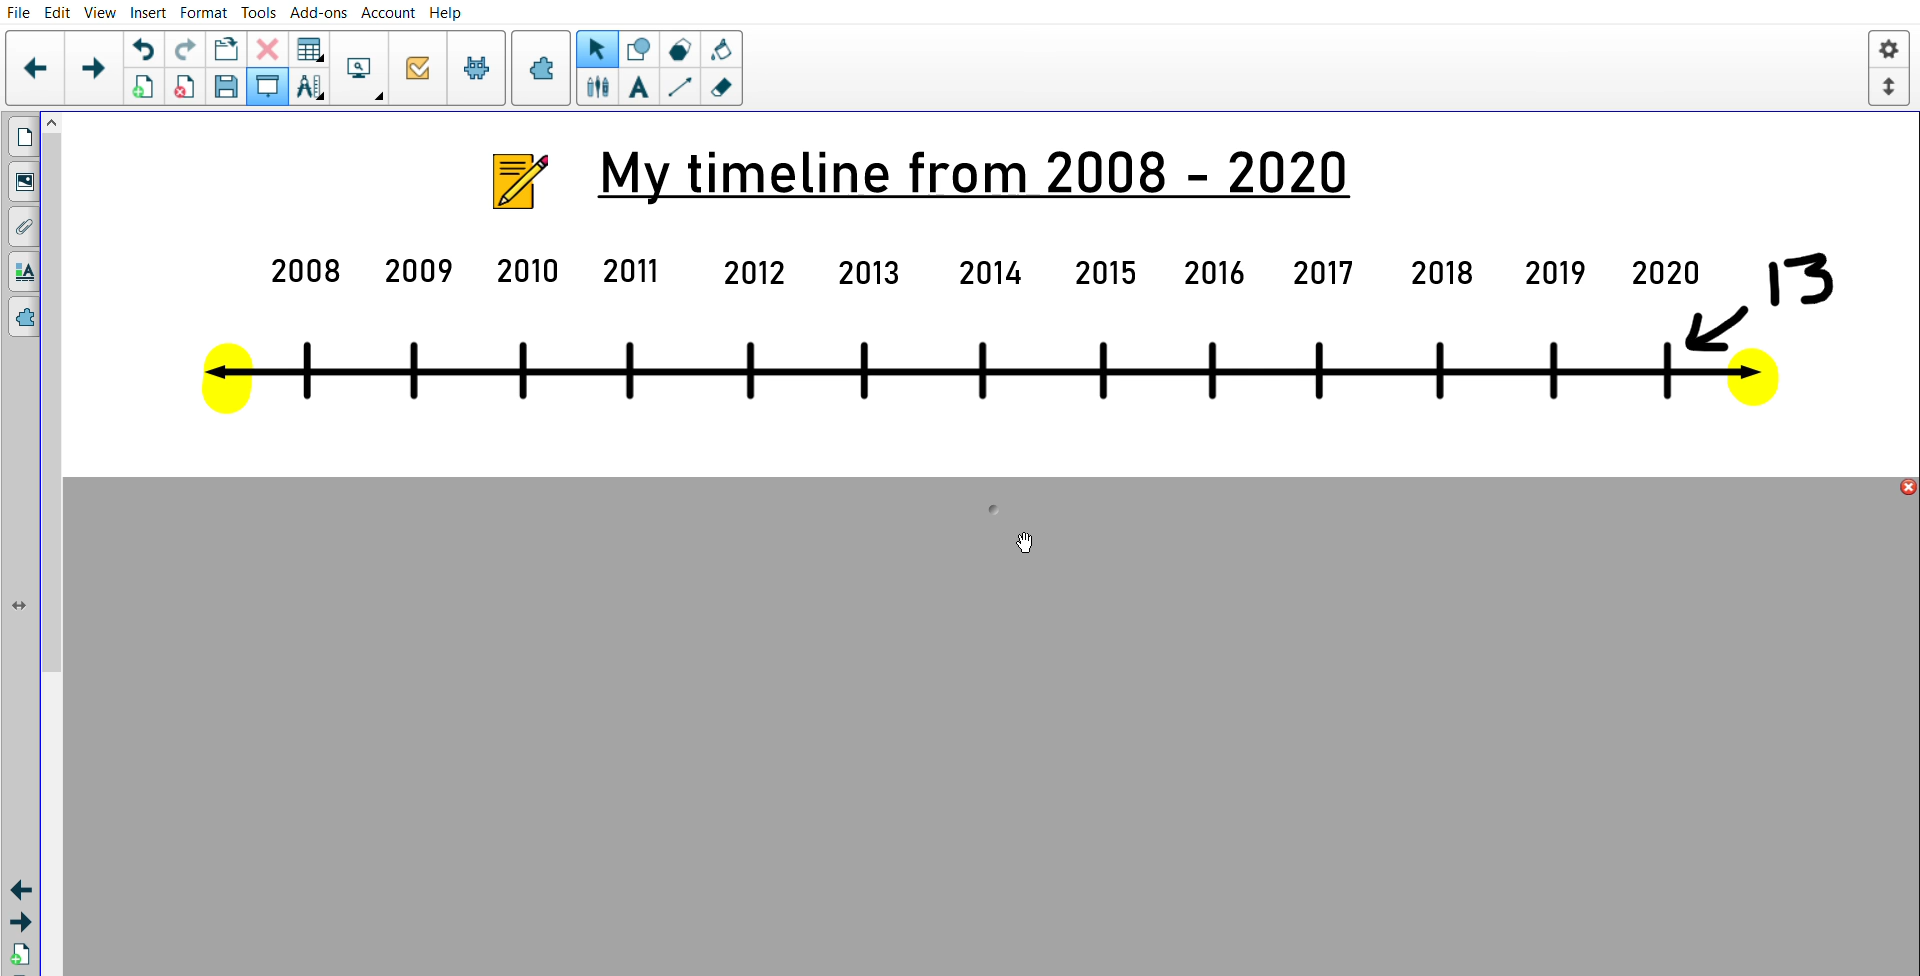 File Edit View Insert Format Tools Add-ons Account Help
My timeline from 2008 - 2020
2008 2009 2010 2011 2012 2013 2014 2015 2016 2017 2018 2019 2020 13